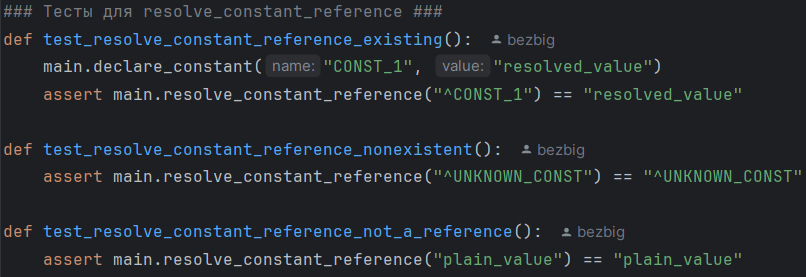 ### Тесты для resolve_constant_reference ###
def test_resolve_constant_reference_existing(): bezbig
    main.declare_constant( name: "CONST_1", value: "resolved_value")
    assert main.resolve_constant_reference("^CONST_1") == "resolved_value"
def test_resolve_constant_reference_nonexistent(): bezbig
    assert main.resolve_constant_reference("^UNKNOWN_CONST") == "^UNKNOWN_CONST"
def test_resolve_constant_reference_not_a_reference(): bezbig
    assert main.resolve_constant_reference("plain_value") == "plain_value"